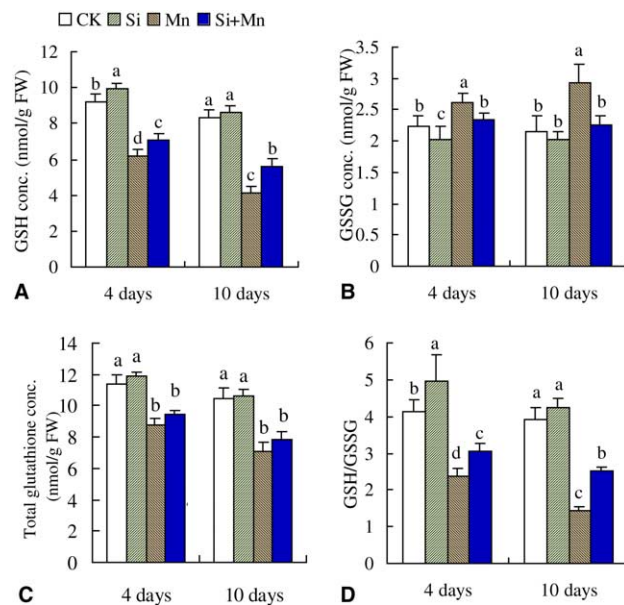 CK Si Mn Si+Mn
GSH conc. (nmol/g FW)
12
10
8
6
4
2
0
b a d c a a c b
A
4 days 10 days
GSSG conc. (nmol/g FW)
3.5
3
2.5
2
1.5
1
0.5
0
b c a b b b a b
B
4 days 10 days
Total glutathione conc.
(nmol/g FW)
14
12
10
8
6
4
2
0
a a b b a a b b
C
4 days 10 days
GSH/GSSG
6
5
4
3
2
1
0
b a d c a a c b
D
4 days 10 days